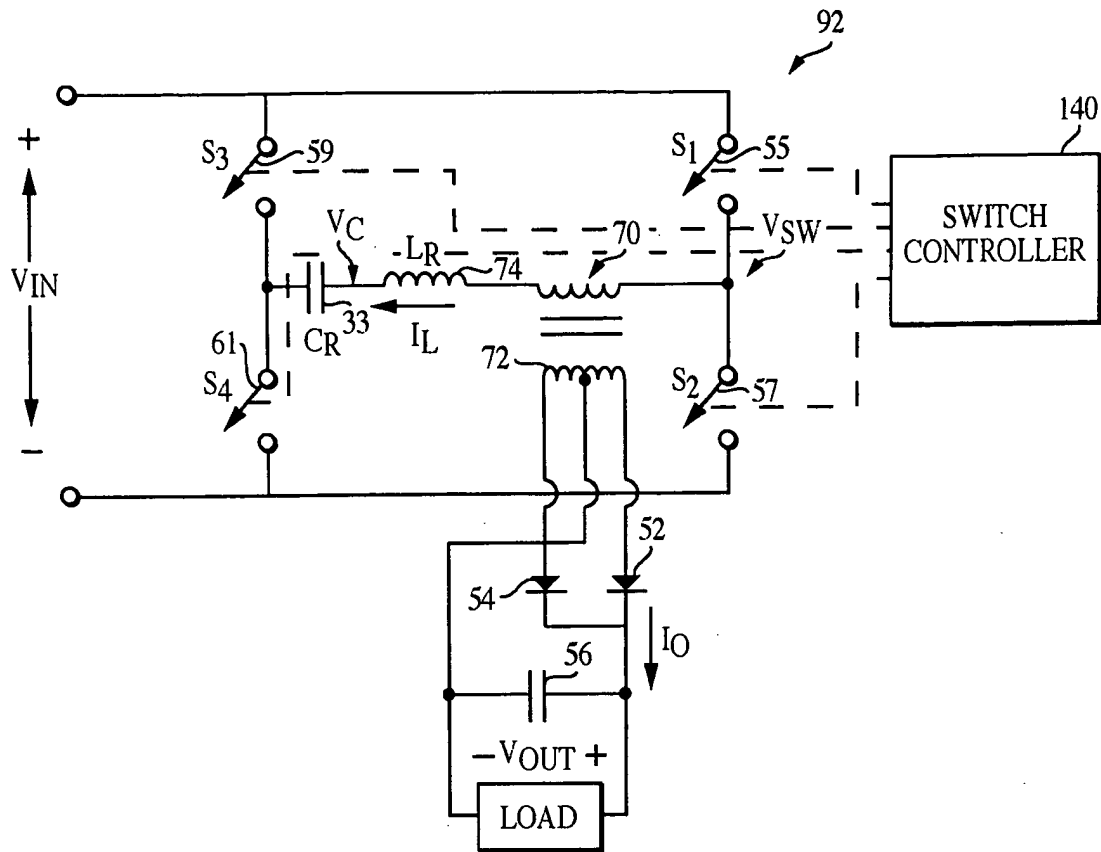 92
140
+
S3
59
S1
55
SWITCH
CONTROLLER
VC
VSW
LR
70
74
VIN
33
IL
CR
61
72
S4
S2
57
−
52
54
IO
56
− VOUT +
LOAD